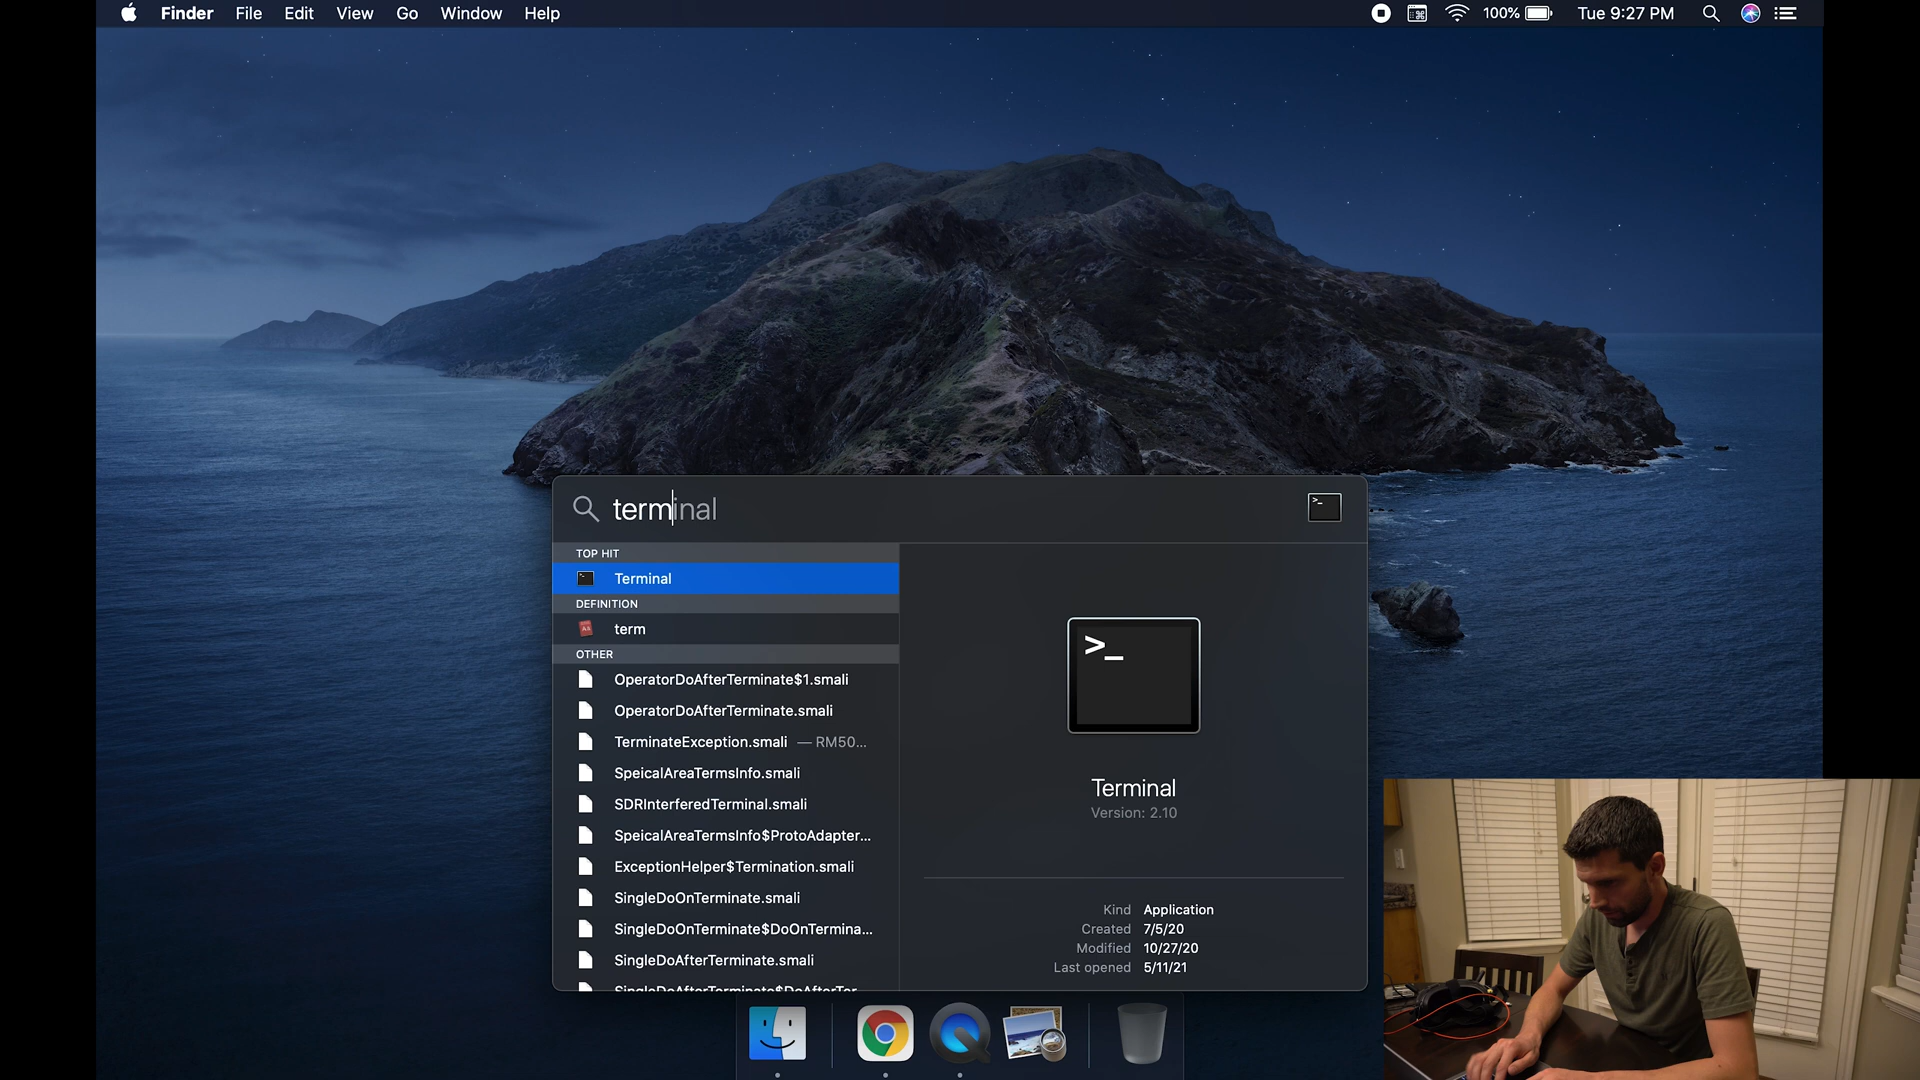 Finder File Edit View Go Window Help 100% Tue 9:27 PM
terminal
TOP HIT
Terminal
DEFINITION
term
OTHER
OperatorDoAfterTerminate$1.smali
OperatorDoAfterTerminate.smali
TerminateException.smali — RM50...
SpeicalAreaTermsInfo.smali
SDRInterferedTerminal.smali
SpeicalAreaTermsInfo$ProtoAdapter...
ExceptionHelper$Termination.smali
SingleDoOnTerminate.smali
SingleDoOnTerminate$DoOnTermina...
SingleDoAfterTerminate.smali
SingleDoAfterTerminate$DoAfterTer...
>_
Terminal
Version: 2.10
Kind Application
Created 7/5/20
Modified 10/27/20
Last opened 5/11/21